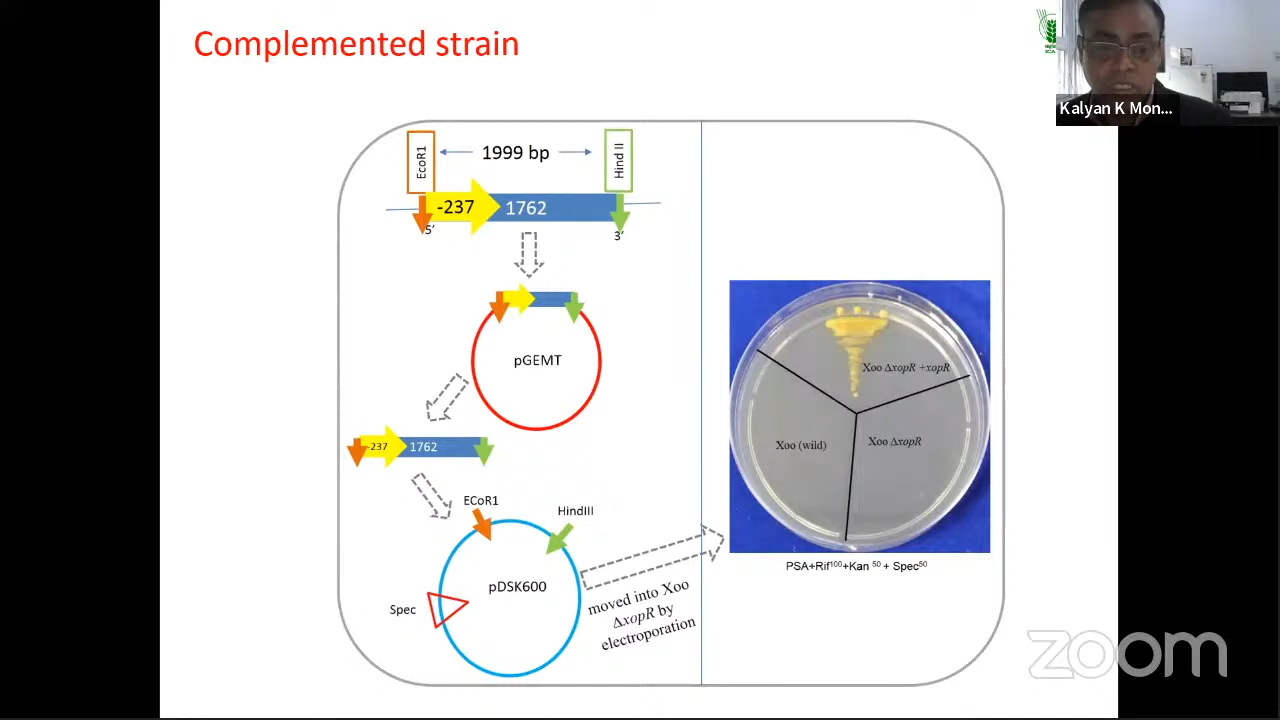 Complemented strain
Kalyan K Mon...
EcoR1
1999 bp
Hind II
-237
1762
5′
3′
pGEMT
-237
1762
ECoR1
HindIII
pDSK600
Spec
moved into Xoo
ΔxopR by
electroporation
Xoo ΔxopR +xopR
Xoo (wild)
Xoo ΔxopR
PSA+Rif¹⁰⁰+Kan ⁵⁰ + Spec⁵⁰
zoom